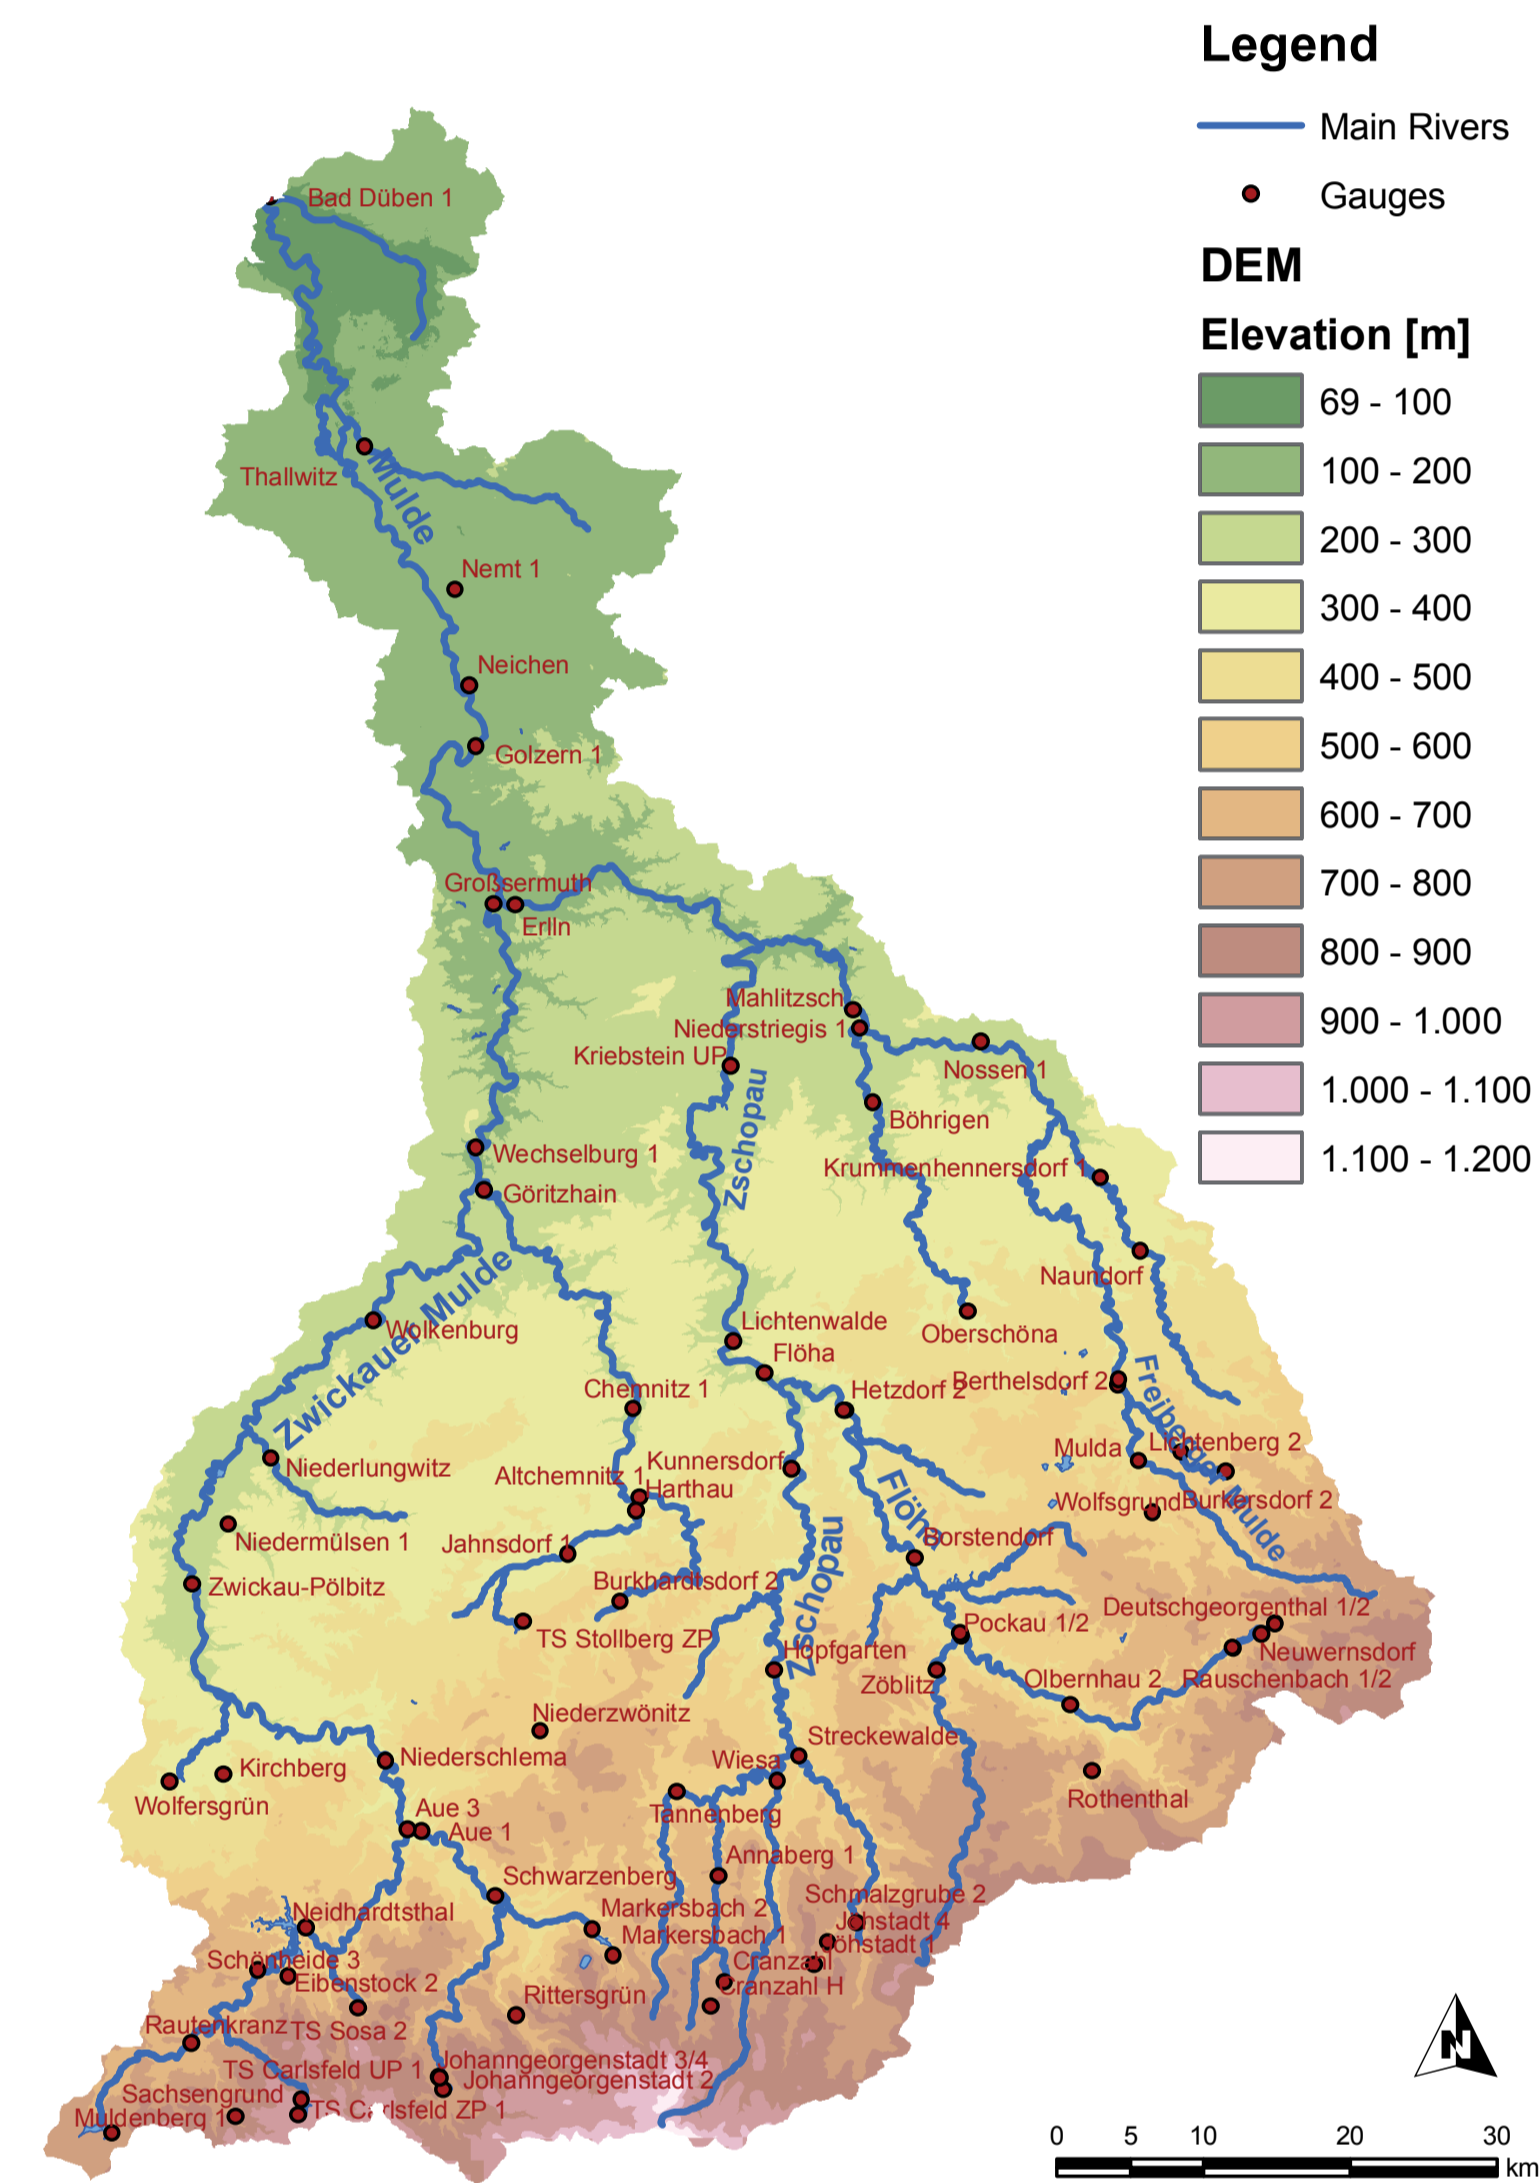 Legend
Main Rivers
Gauges
DEM
Elevation [m]
69 - 100
100 - 200
200 - 300
300 - 400
400 - 500
500 - 600
600 - 700
700 - 800
800 - 900
900 - 1.000
1.000 - 1.100
1.100 - 1.200
Bad Düben 1
Thallwitz
Mulde
Nemt 1
Neichen
Golzern 1
Großsermuth
Erlln
Mahlitzsch
Niederstriegis 1
Kriebstein UP
Nossen 1
Zschopau
Böhrigen
Wechselburg 1
Krummenhennersdorf 1
Göritzhain
Naundorf
Zwickauer Mulde
Wolkenburg
Lichtenwalde
Oberschöna
Flöha
Chemnitz 1
Hetzdorf 2
Berthelsdorf 2
Freiberger Mulde
Mulda
Lichtenberg 2
Niederlungwitz
Altchemnitz 1
Kunnersdorf
Harthau
Flöha
Wolfsgrund
Burkersdorf 2
Niedermülsen 1
Jahnsdorf 1
Borstendorf
Zschopau
Zwickau-Pölbitz
Burkhardtsdorf 2
Deutschgeorgenthal 1/2
TS Stollberg ZP
Pockau 1/2
Hopfgarten
Neuwernsdorf
Zöblitz
Olbernhau 2
Rauschenbach 1/2
Niederzwönitz
Streckewalde
Niederschlema
Wiesa
Kirchberg
Wolfersgrün
Rothenthal
Tannenberg
Aue 3
Aue 1
Annaberg 1
Schwarzenberg
Schmalzgrube 2
Neidhardtsthal
Markersbach 2
Jöhstadt 4
Markersbach 1
Jöhstadt 1
Schönheide 3
Cranzahl
Eibenstock 2
Cranzahl H
Rittersgrün
Rautenkranz
TS Sosa 2
Johanngeorgenstadt 3/4
TS Carlsfeld UP 1
Johanngeorgenstadt 2
Sachsengrund
TS Carlsfeld ZP 1
Muldenberg 1
N
0 5 10 20 30
km